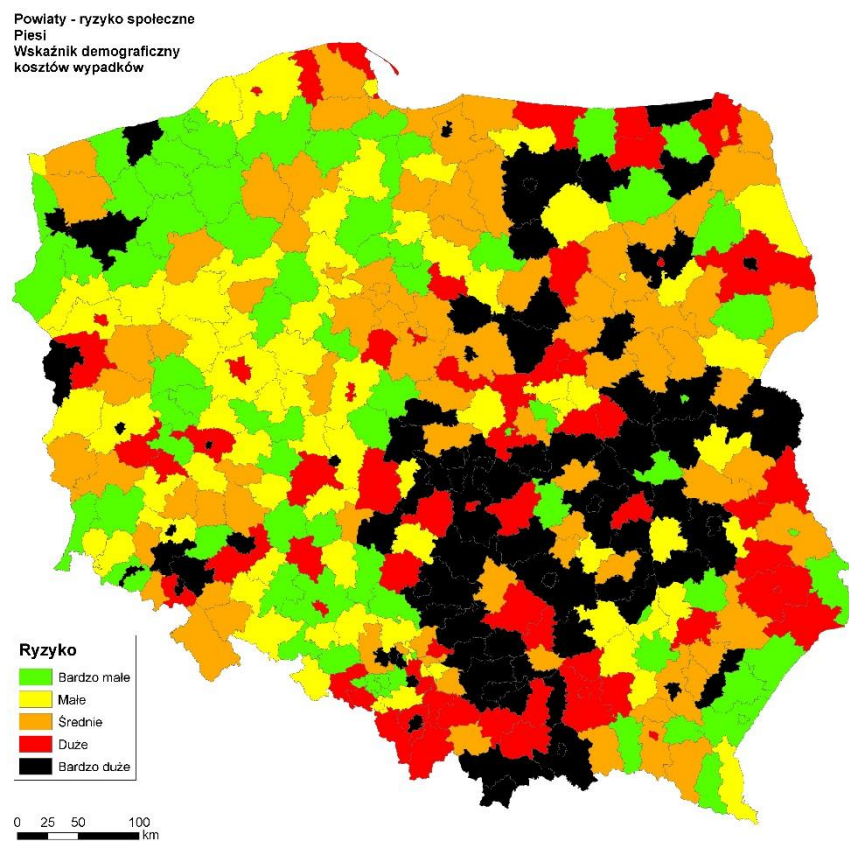 Powiaty - ryzyko społeczne
Piesi
Wskaźnik demograficzny
kosztów wypadków
Ryzyko
Bardzo małe
Małe
Średnie
Duże
Bardzo duże
0 25 50 100
km